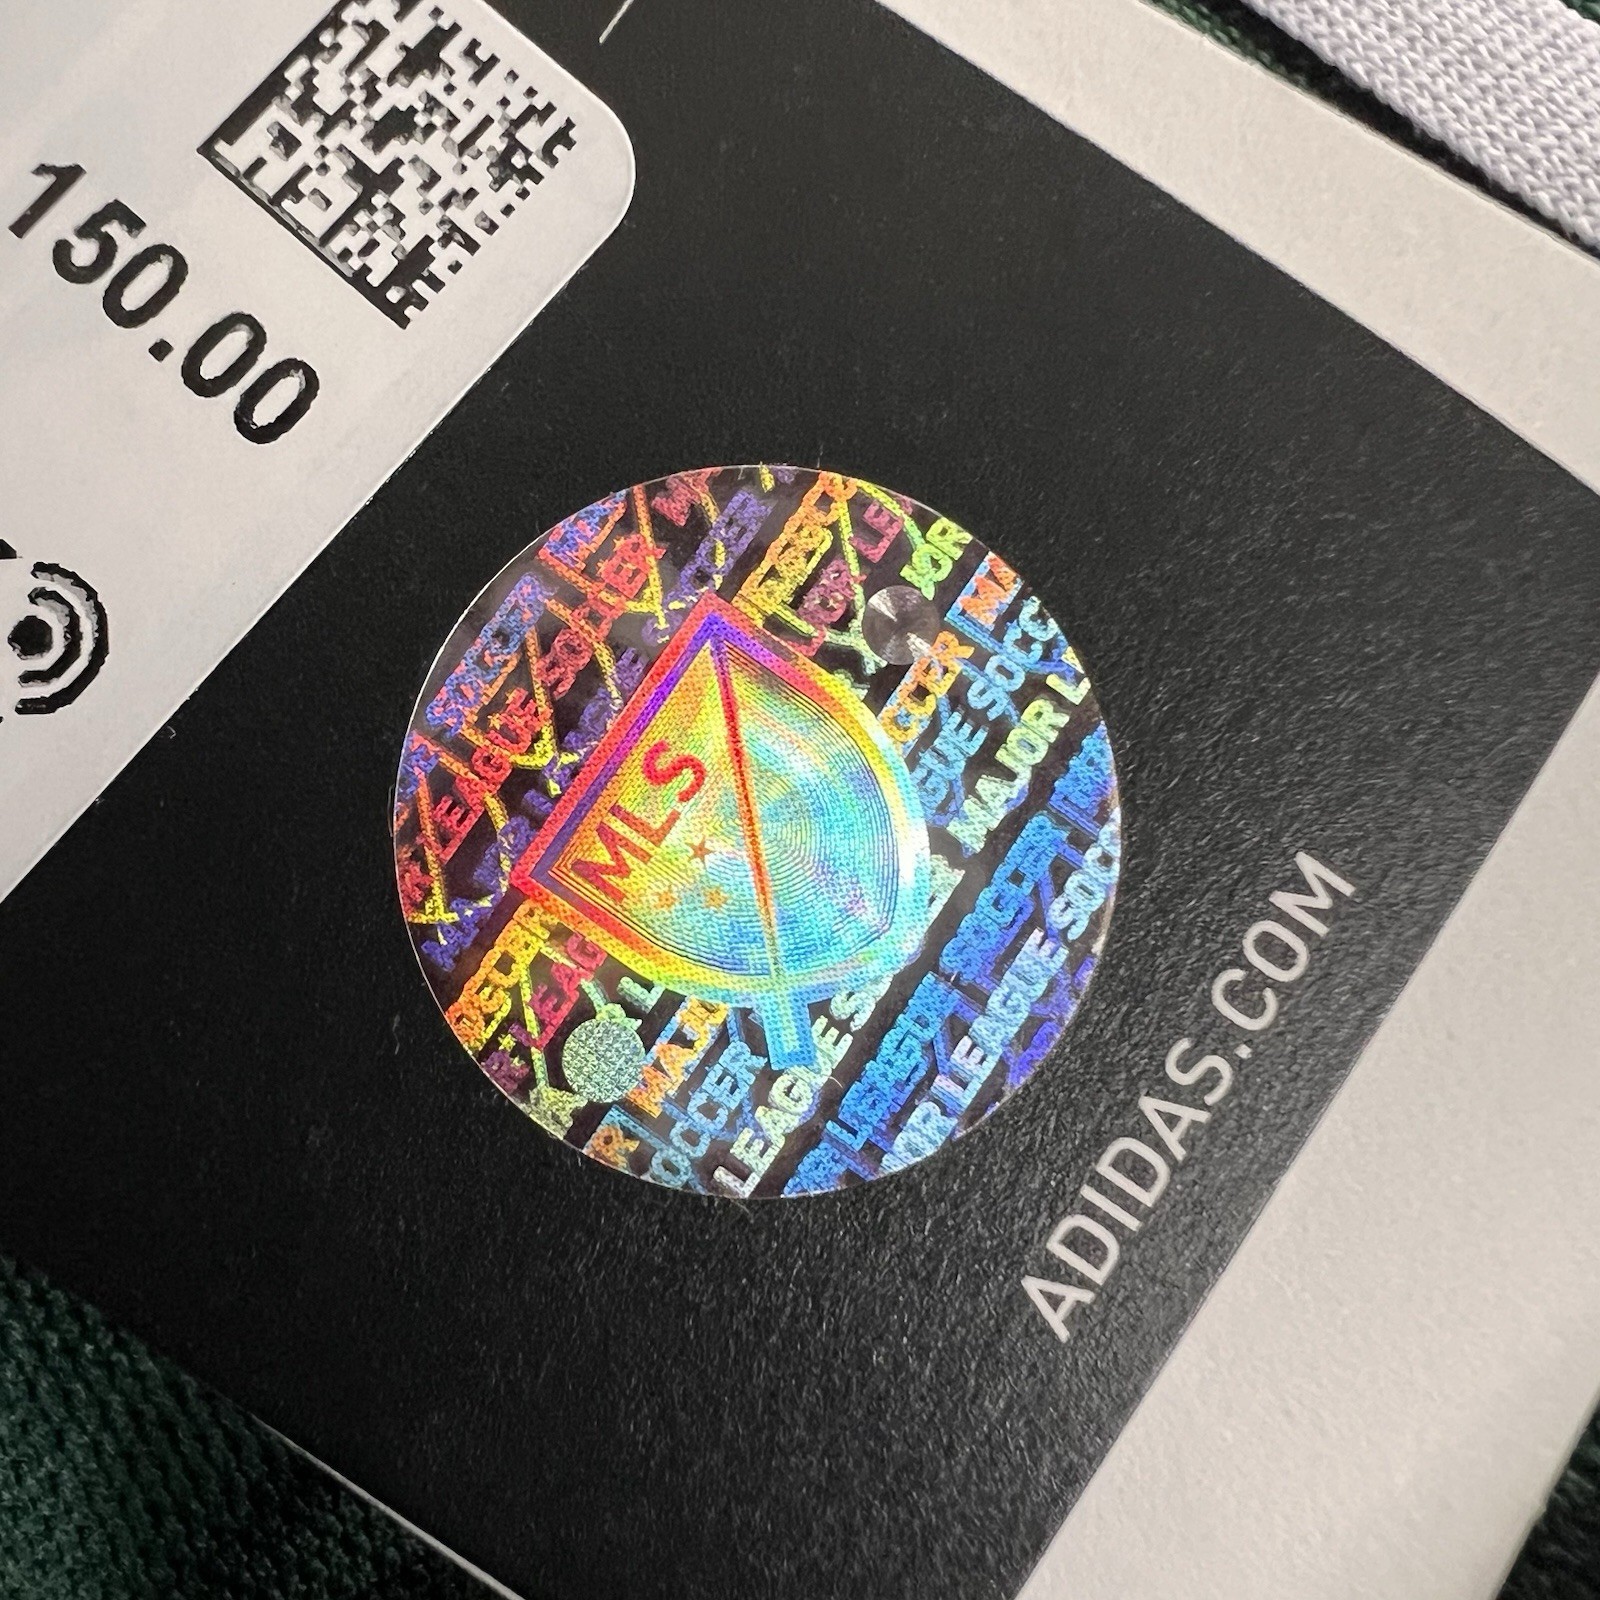 150.00
MLS
MAJOR LEAGUE SOCCER
ADIDAS.COM